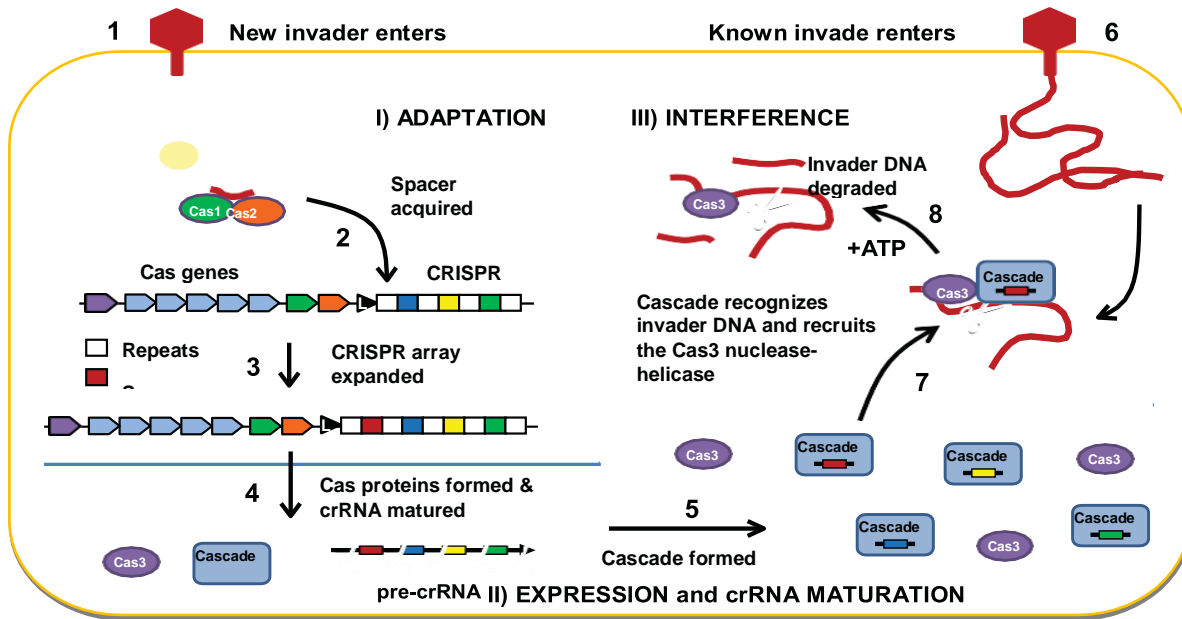 1
New invader enters
Known invade renters
6
I) ADAPTATION
III) INTERFERENCE
Spacer
acquired
Cas1
Cas2
2
Cas genes
CRISPR
Repeats
3
CRISPR array
expanded
4
Cas proteins formed &
crRNA matured
Cas3
Cascade
pre-crRNA
II) EXPRESSION and crRNA MATURATION
5
Cascade formed
Invader DNA
degraded
Cas3
8
+ATP
Cas3
Cascade
Cascade recognizes
invader DNA and recruits
the Cas3 nuclease-
helicase
7
Cas3
Cascade
Cascade
Cas3
Cascade
Cas3
Cascade